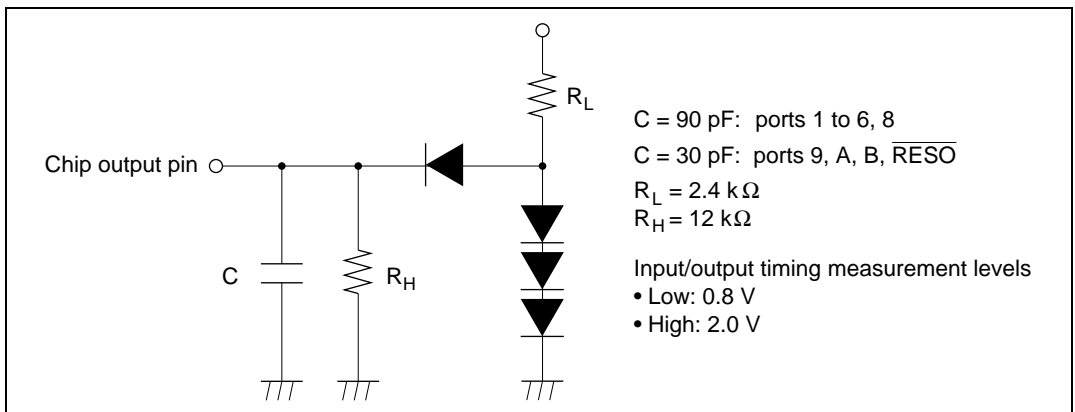 R_L
Chip output pin
C
R_H
C = 90 pF: ports 1 to 6, 8
C = 30 pF: ports 9, A, B, R̅E̅S̅O̅
R_L = 2.4 kΩ
R_H = 12 kΩ
Input/output timing measurement levels
• Low: 0.8 V
• High: 2.0 V